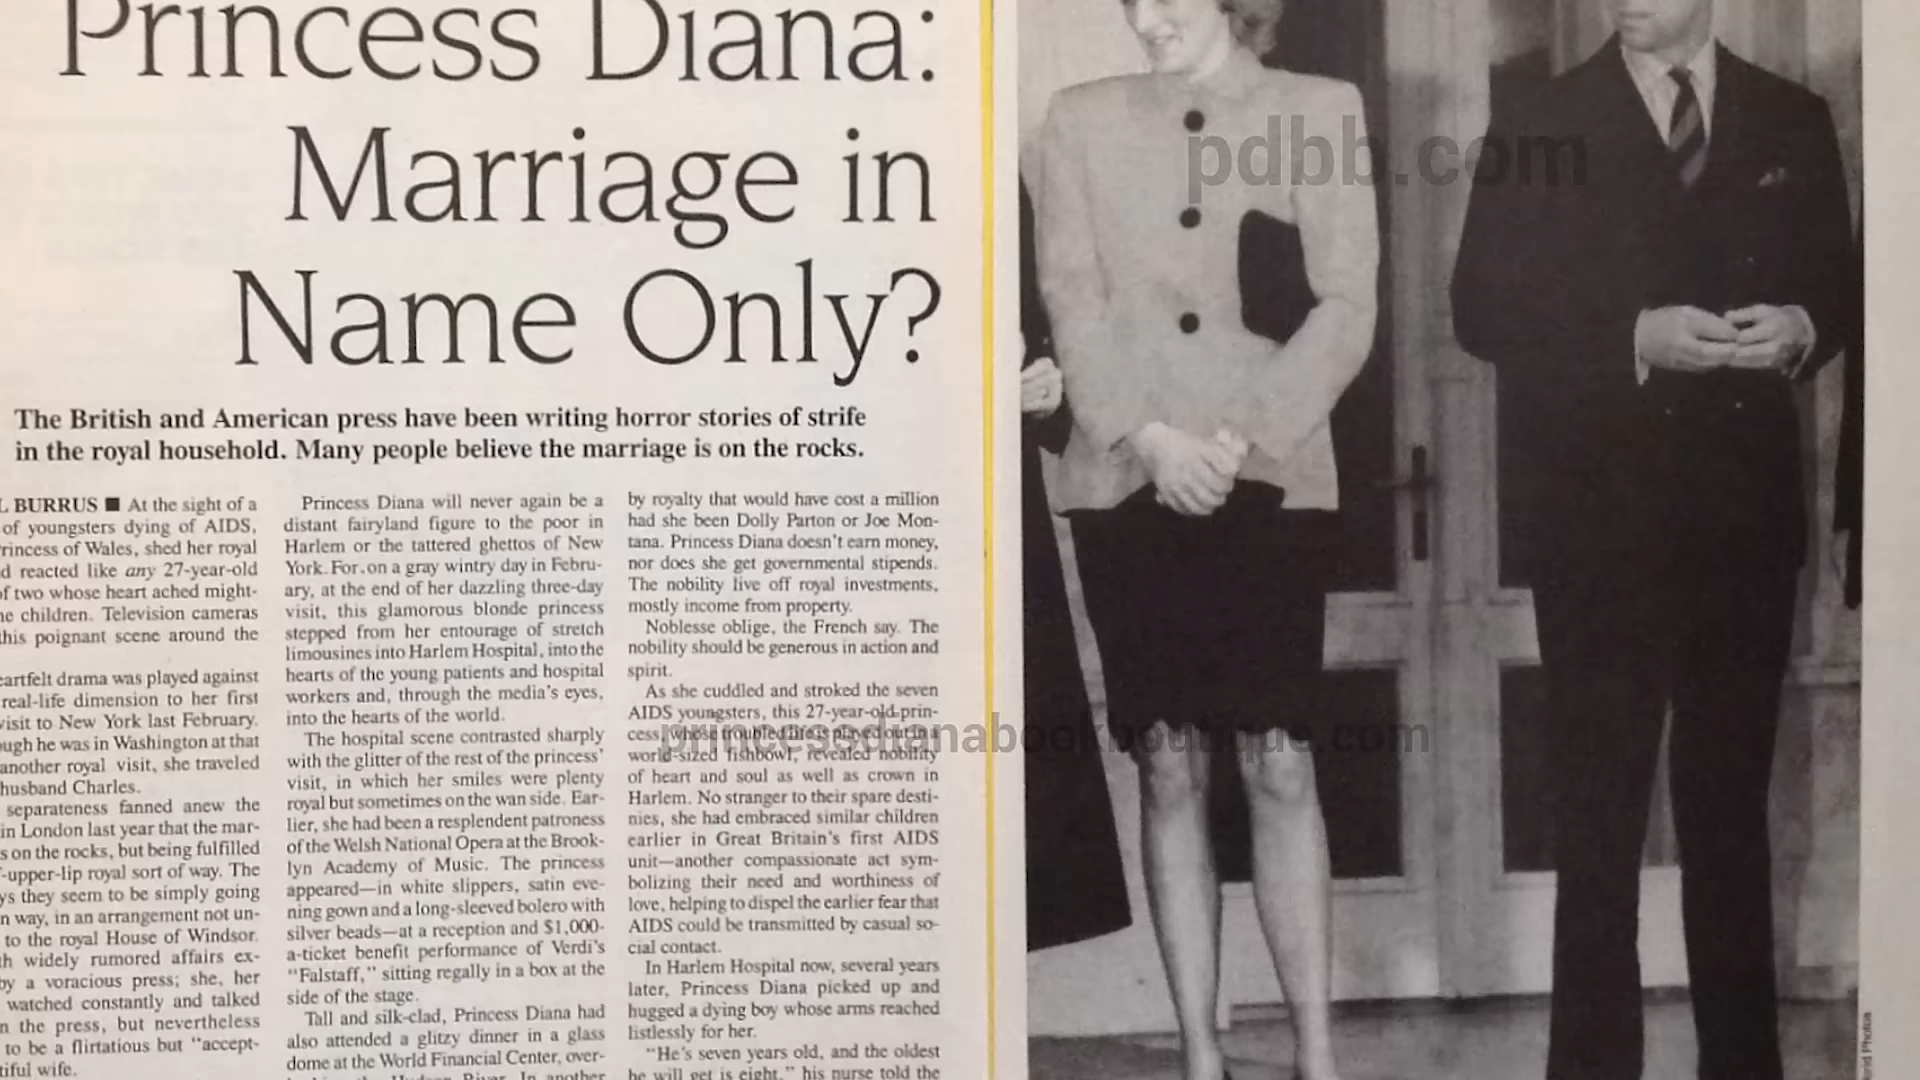 Princess Diana:
Marriage in
Name Only?
The British and American press have been writing horror stories of strife
in the royal household. Many people believe the marriage is on the rocks.
L BURRUS ■ At the sight of a
of youngsters dying of AIDS,
rincess of Wales, shed her royal
d reacted like any 27-year-old
of two whose heart ached might-
ne children. Television cameras
this poignant scene around the
eartfelt drama was played against
real-life dimension to her first
visit to New York last February.
ough he was in Washington at that
another royal visit, she traveled
husband Charles.
separateness fanned anew the
in London last year that the mar-
s on the rocks, but being fulfilled
-upper-lip royal sort of way. The
ys they seem to be simply going
n way, in an arrangement not un-
to the royal House of Windsor.
th widely rumored affairs ex-
by a voracious press; she, her
watched constantly and talked
n the press, but nevertheless
to be a flirtatious but "accept-
tiful wife.
Princess Diana will never again be a
distant fairyland figure to the poor in
Harlem or the tattered ghettos of New
York. For on a gray wintry day in Febru-
ary, at the end of her dazzling three-day
visit, this glamorous blonde princess
stepped from her entourage of stretch
limousines into Harlem Hospital, into the
hearts of the young patients and hospital
workers and, through the media's eyes,
into the hearts of the world.
The hospital scene contrasted sharply
with the glitter of the rest of the princess'
visit, in which her smiles were plenty
royal but sometimes on the wan side. Ear-
lier, she had been a resplendent patroness
of the Welsh National Opera at the Brook-
lyn Academy of Music. The princess
appeared—in white slippers, satin eve-
ning gown and a long-sleeved bolero with
silver beads—at a reception and $1,000-
a-ticket benefit performance of Verdi's
"Falstaff," sitting regally in a box at the
side of the stage.
Tall and silk-clad, Princess Diana had
also attended a glitzy dinner in a glass
dome at the World Financial Center, over-
Hudson River. In another
by royalty that would have cost a million
had she been Dolly Parton or Joe Mon-
tana. Princess Diana doesn't earn money,
nor does she get governmental stipends.
The nobility live off royal investments,
mostly income from property.
Noblesse oblige, the French say. The
nobility should be generous in action and
spirit.
As she cuddled and stroked the seven
AIDS youngsters, this 27-year-old prin-
cess, whose troubled life is played out in a
world-sized fishbowl, revealed nobility
of heart and soul as well as crown in
Harlem. No stranger to their spare desti-
nies, she had embraced similar children
earlier in Great Britain's first AIDS
unit—another compassionate act sym-
bolizing their need and worthiness of
love, helping to dispel the earlier fear that
AIDS could be transmitted by casual so-
cial contact.
In Harlem Hospital now, several years
later, Princess Diana picked up and
hugged a dying boy whose arms reached
listlessly for her.
"He's seven years old, and the oldest
he will get is eight," his nurse told the
pdbb.com
princessdianabookboutique.com
Photos